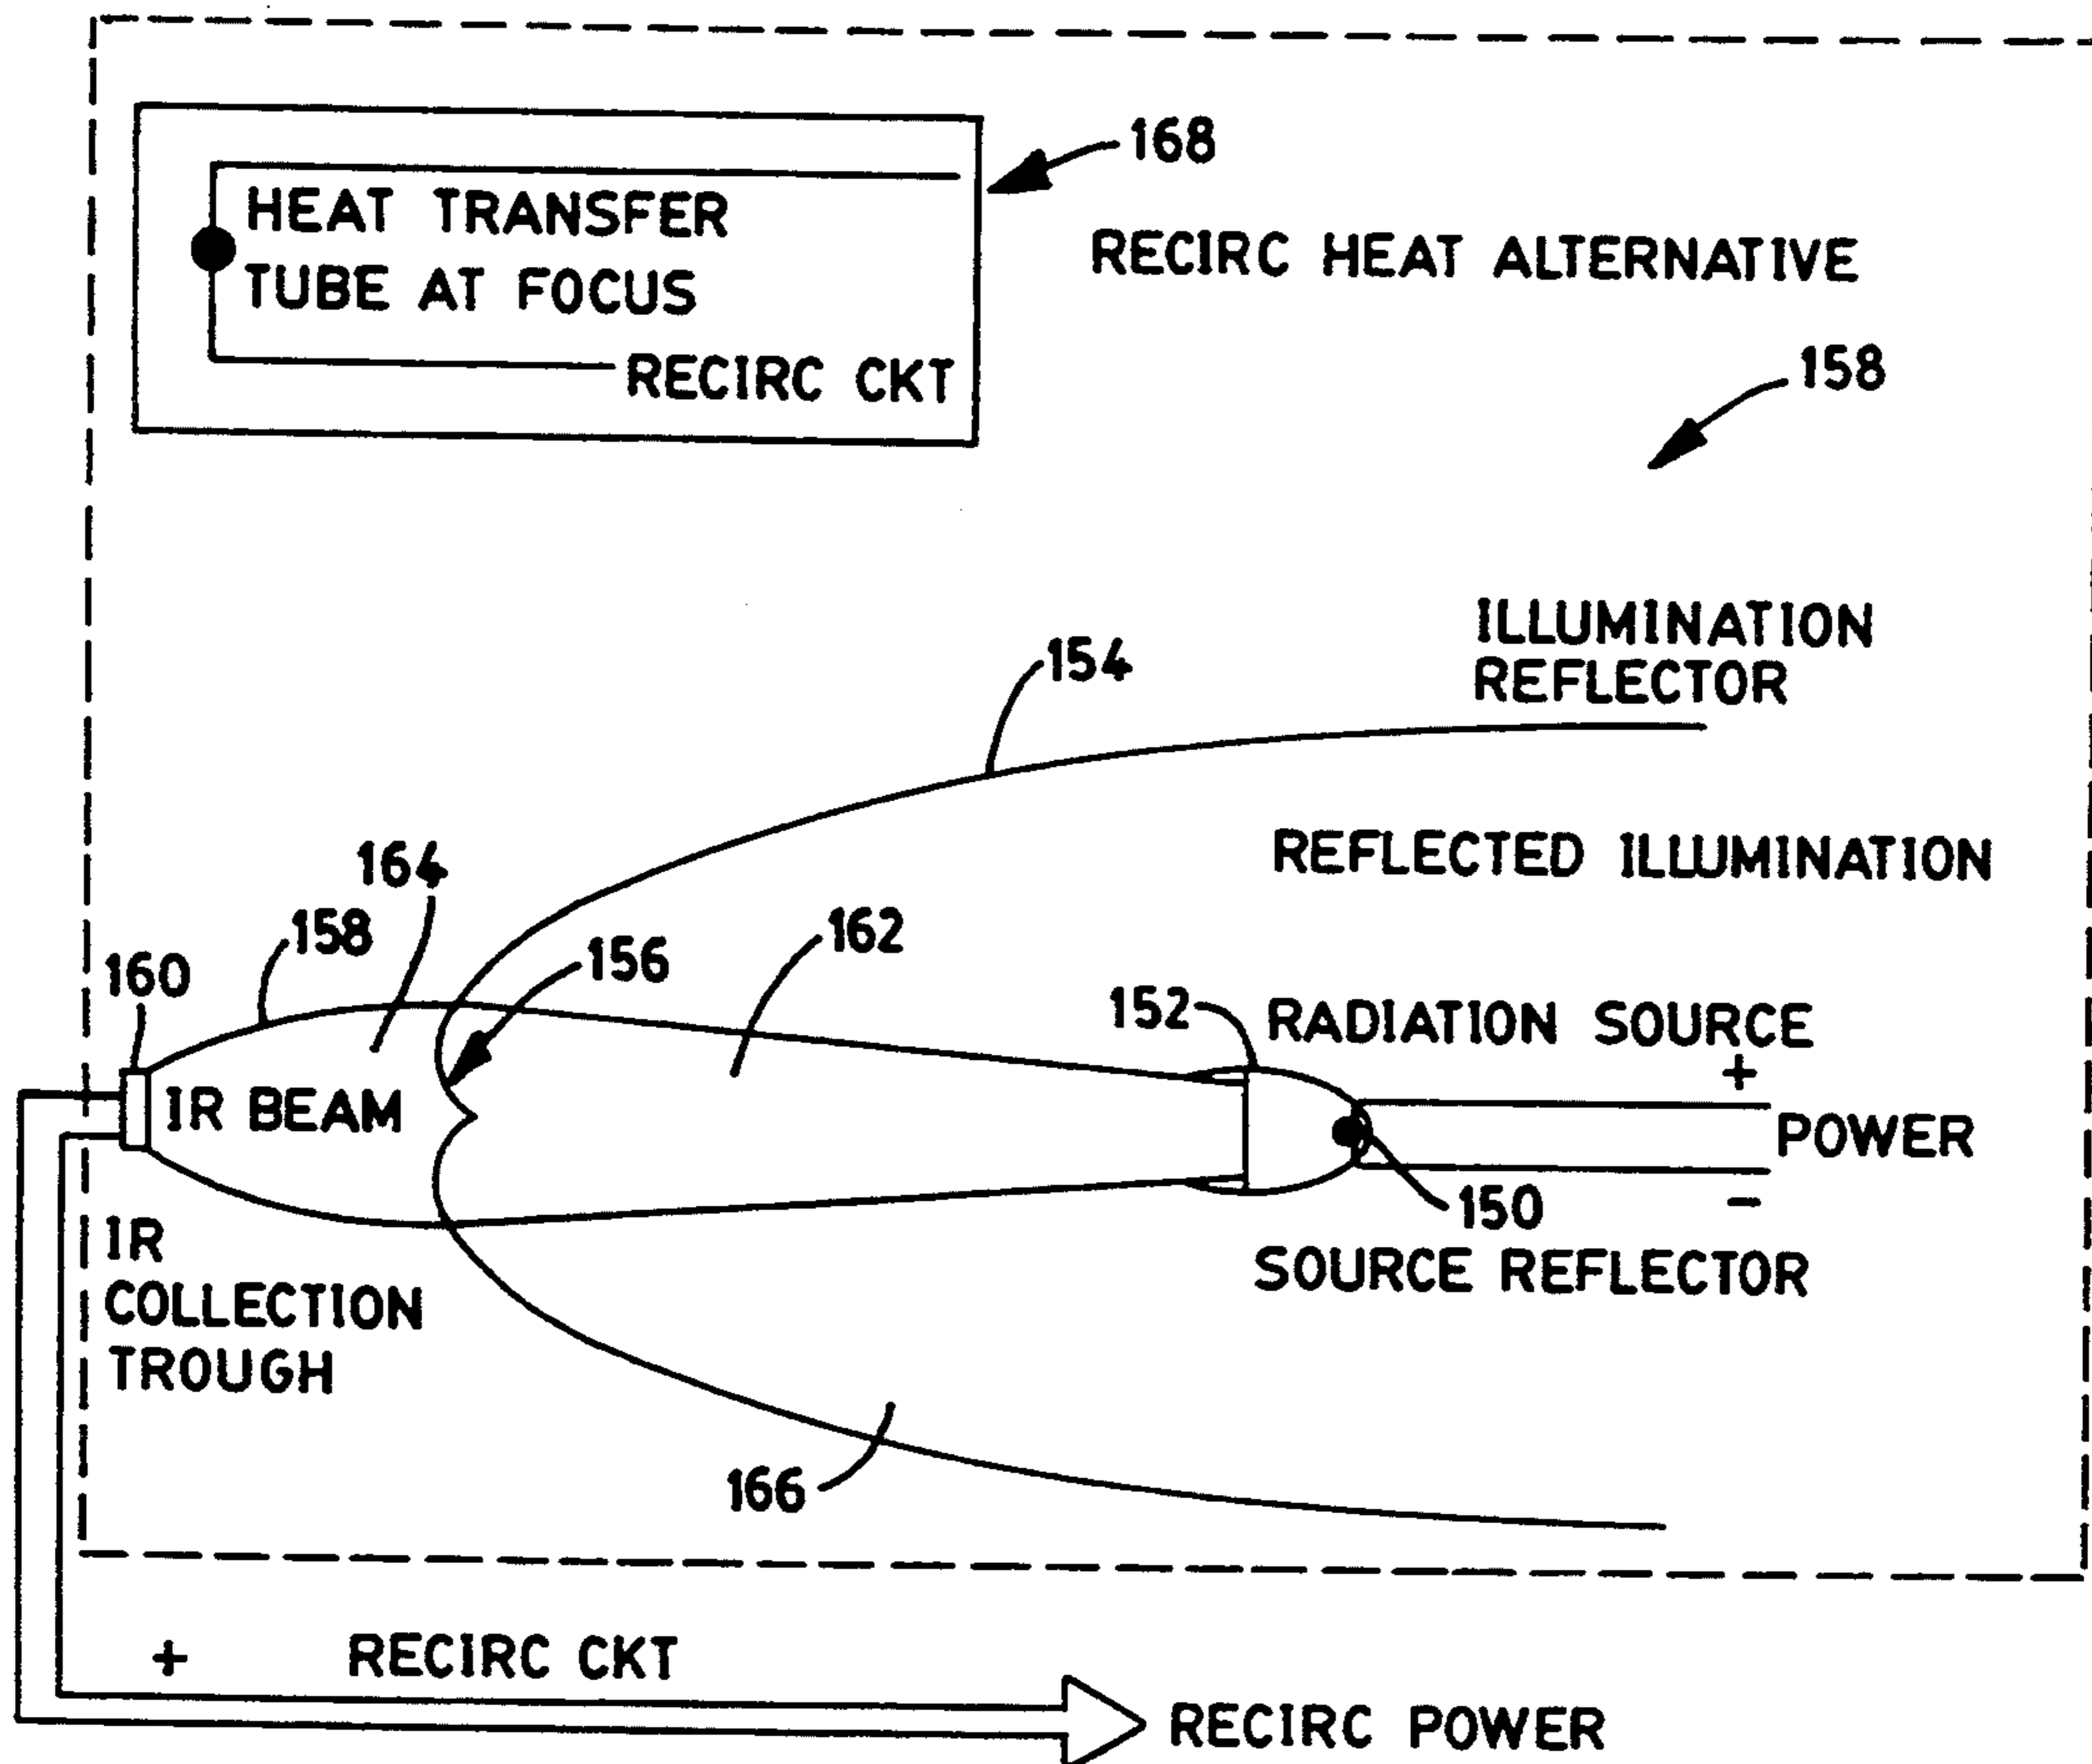 168
HEAT TRANSFER
TUBE AT FOCUS
RECIRC CKT
RECIRC HEAT ALTERNATIVE
158
ILLUMINATION
REFLECTOR
154
REFLECTED ILLUMINATION
164
158
160
156
162
152
RADIATION SOURCE
+
IR BEAM
POWER
-
150
SOURCE REFLECTOR
IR
COLLECTION
TROUGH
166
+
RECIRC CKT
RECIRC POWER